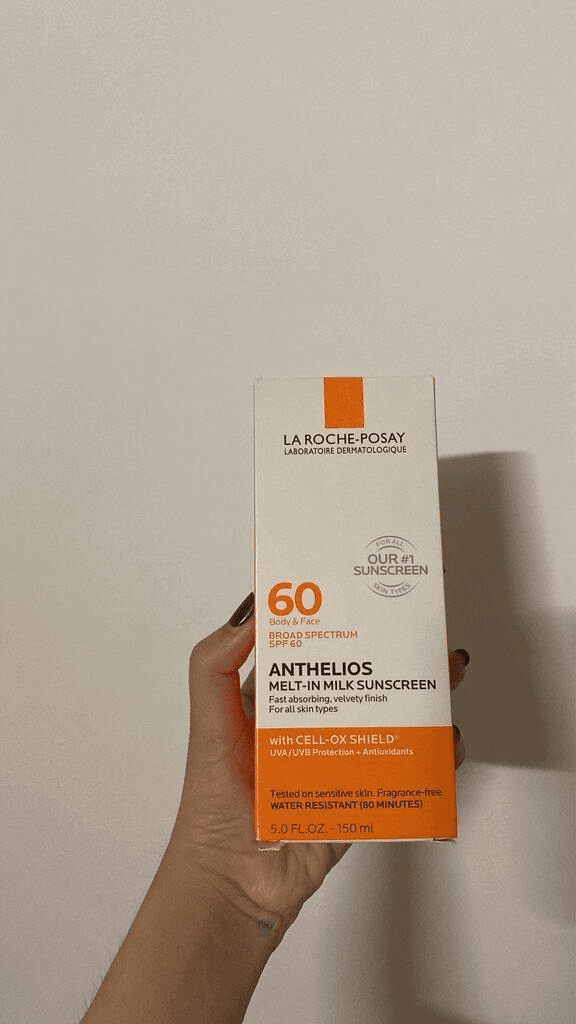 LA ROCHE-POSAY
LABORATOIRE DERMATOLOGIQUE
FOR ALL
OUR #1
SUNSCREEN
SKIN TYPES
60
Body & Face
BROAD SPECTRUM
SPF 60
ANTHELIOS
MELT-IN MILK SUNSCREEN
Fast absorbing, velvety finish
For all skin types
with CELL-OX SHIELD®
UVA/UVB Protection + Antioxidants
Tested on sensitive skin. Fragrance-free
WATER RESISTANT (80 MINUTES)
5.0 FL.OZ. - 150 ml